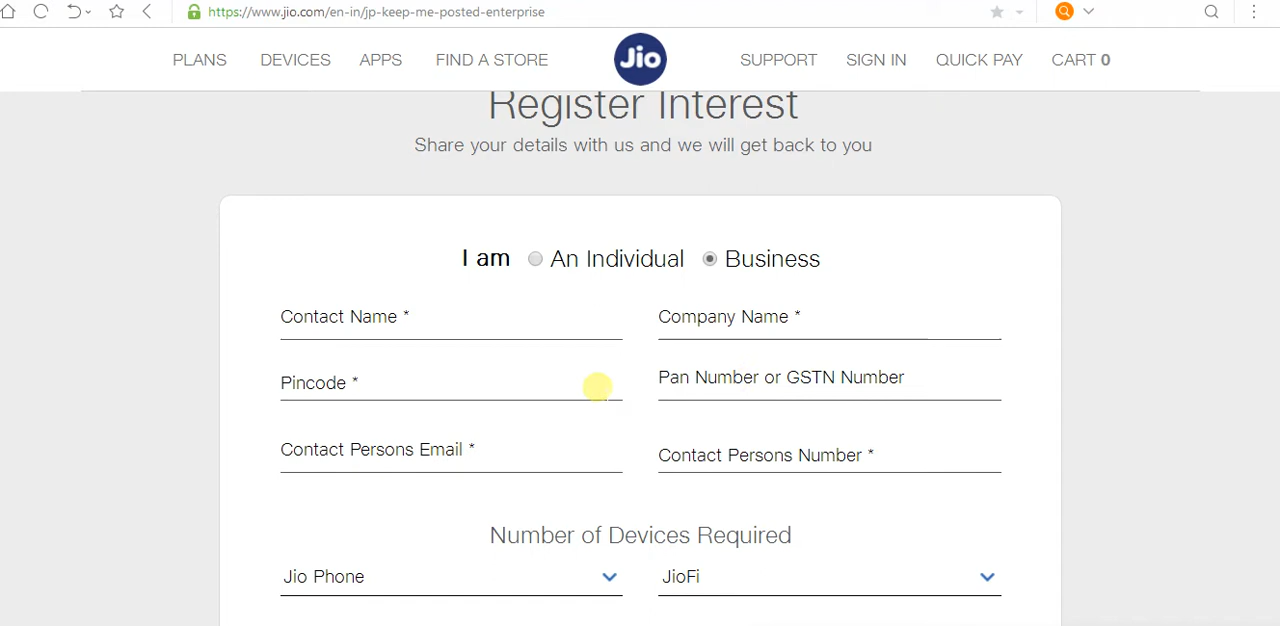 https://www.jio.com/en-in/jp-keep-me-posted-enterprise
PLANS DEVICES APPS FIND A STORE Jio SUPPORT SIGN IN QUICK PAY CART 0
Register Interest
Share your details with us and we will get back to you
I am An Individual Business
Contact Name * Company Name *
Pincode * Pan Number or GSTN Number
Contact Persons Email * Contact Persons Number *
Number of Devices Required
Jio Phone JioFi